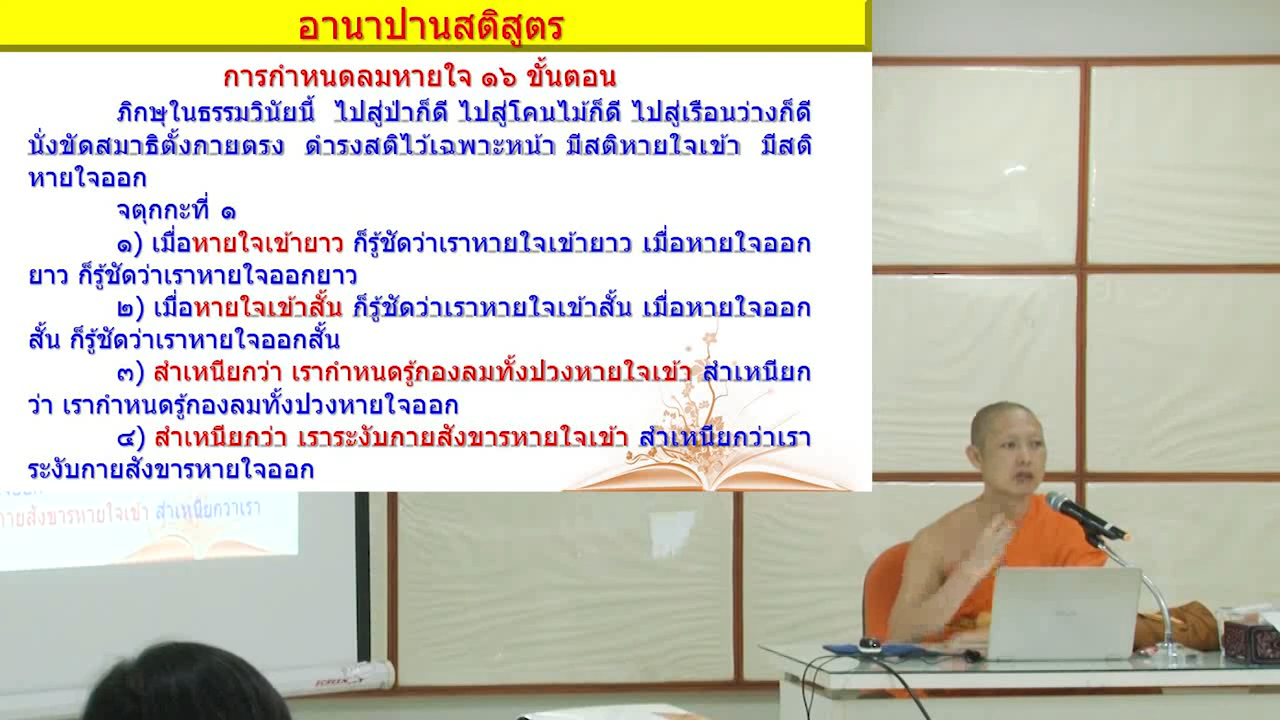 อานาปานสติสูตร
การกำหนดลมหายใจ ๑๖ ขั้นตอน
ภิกษุในธรรมวินัยนี้ ไปสู่ป่าก็ดี ไปสู่โคนไม้ก็ดี ไปสู่เรือนว่างก็ดี
นั่งขัดสมาธิตั้งกายตรง ดำรงสติไว้เฉพาะหน้า มีสติหายใจเข้า มีสติ
หายใจออก
จตุกกะที่ ๑
๑) เมื่อหายใจเข้ายาว ก็รู้ชัดว่าเราหายใจเข้ายาว เมื่อหายใจออก
ยาว ก็รู้ชัดว่าเราหายใจออกยาว
๒) เมื่อหายใจเข้าสั้น ก็รู้ชัดว่าเราหายใจเข้าสั้น เมื่อหายใจออก
สั้น ก็รู้ชัดว่าเราหายใจออกสั้น
๓) สำเหนียกว่า เรากำหนดรู้กองลมทั้งปวงหายใจเข้า สำเหนียก
ว่า เรากำหนดรู้กองลมทั้งปวงหายใจออก
๔) สำเหนียกว่า เราระงับกายสังขารหายใจเข้า สำเหนียกว่าเรา
ระงับกายสังขารหายใจออก
กายสังขารหายใจเข้า สำเหนียกว่าเรา